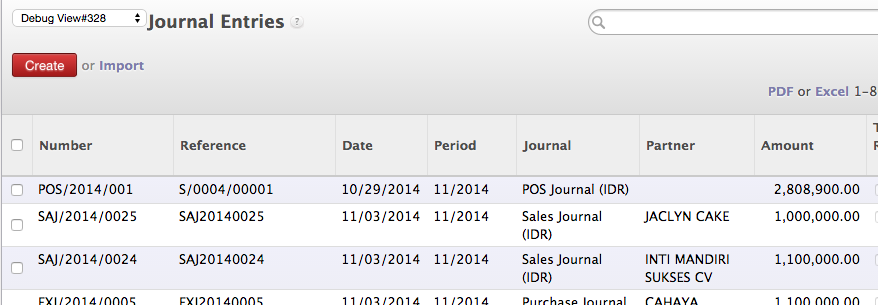 Debug View#328 Journal Entries ?
Create or Import
PDF or Excel 1-8
Number Reference Date Period Journal Partner Amount
POS/2014/001 S/0004/00001 10/29/2014 11/2014 POS Journal (IDR) 2,808,900.00
SAJ/2014/0025 SAJ20140025 11/03/2014 11/2014 Sales Journal JACLYN CAKE 1,000,000.00
(IDR)
SAJ/2014/0024 SAJ20140024 11/03/2014 11/2014 Sales Journal INTI MANDIRI 1,100,000.00
(IDR) SUKSES CV
EXJ/2014/0005 EXJ20140005 11/03/2014 11/2014 Purchase Journal CAHAYA 1,100,000.00